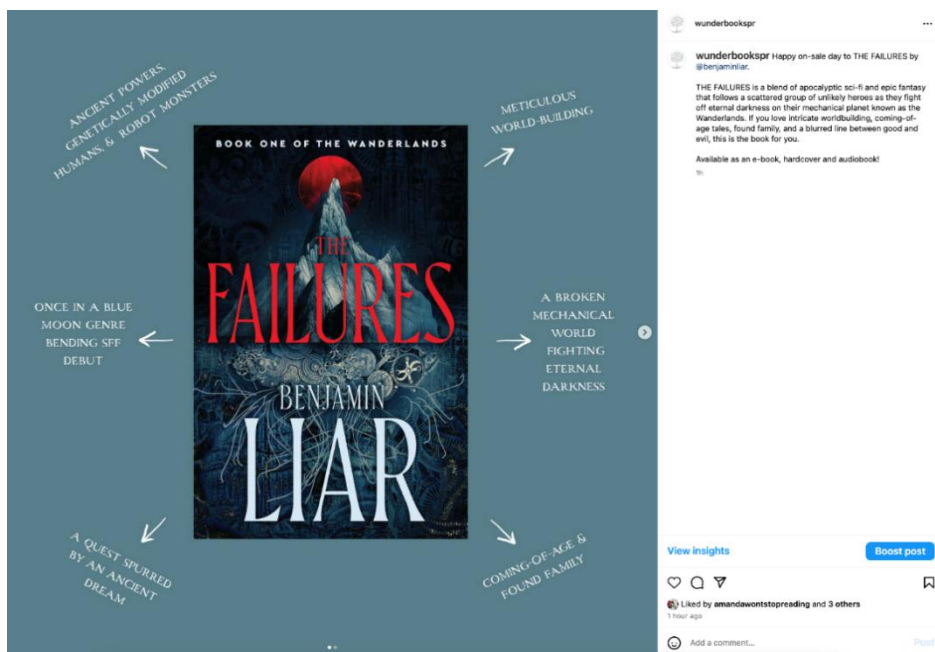 ANCIENT POWERS,
GENETICALLY MODIFIED
HUMANS, & ROBOT MONSTERS
METICULOUS
WORLD-BUILDING
ONCE IN A BLUE
MOON GENRE
BENDING SFF
DEBUT
BOOK ONE OF THE WANDERLANDS
THE
FAILURES
BENJAMIN
LIAR
A BROKEN
MECHANICAL
WORLD
FIGHTING
ETERNAL
DARKNESS
A QUEST SPURRED
BY AN ANCIENT
DREAM
COMING-OF-AGE &
FOUND FAMILY
wunderbookspr
wunderbookspr Happy on-sale day to THE FAILURES by
@benjaminliar.
THE FAILURES is a blend of apocalyptic sci-fi and epic fantasy
that follows a scattered group of unlikely heroes as they fight
off eternal darkness on their mechanical planet known as the
Wanderlands. If you love intricate worldbuilding, coming-of-
age tales, found family, and a blurred line between good and
evil, this is the book for you.
Available as an e-book, hardcover and audiobook!
1h
View insights
Boost post
Liked by amandawontstopreading and 3 others
1 hour ago
Add a comment...
Post